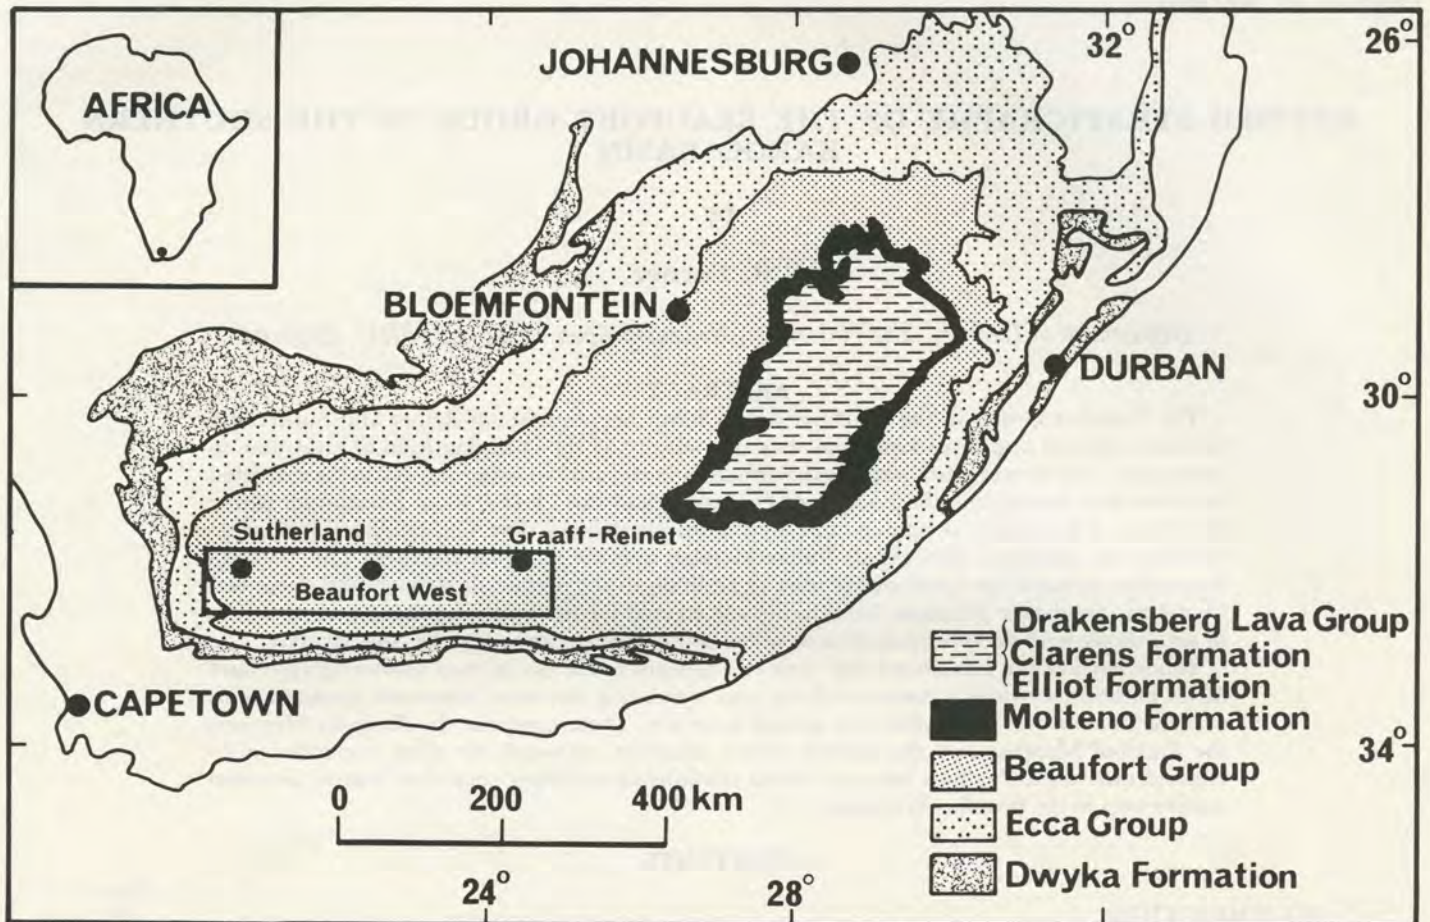 AFRICA
JOHANNESBURG
32°
26°
BLOEMFONTEIN
DURBAN
30°
Sutherland
Graaff-Reinet
Beaufort West
CAPETOWN
34°
0 200 400 km
24°
28°
Drakensberg Lava Group
Clarens Formation
Elliot Formation
Molteno Formation
Beaufort Group
Ecca Group
Dwyka Formation